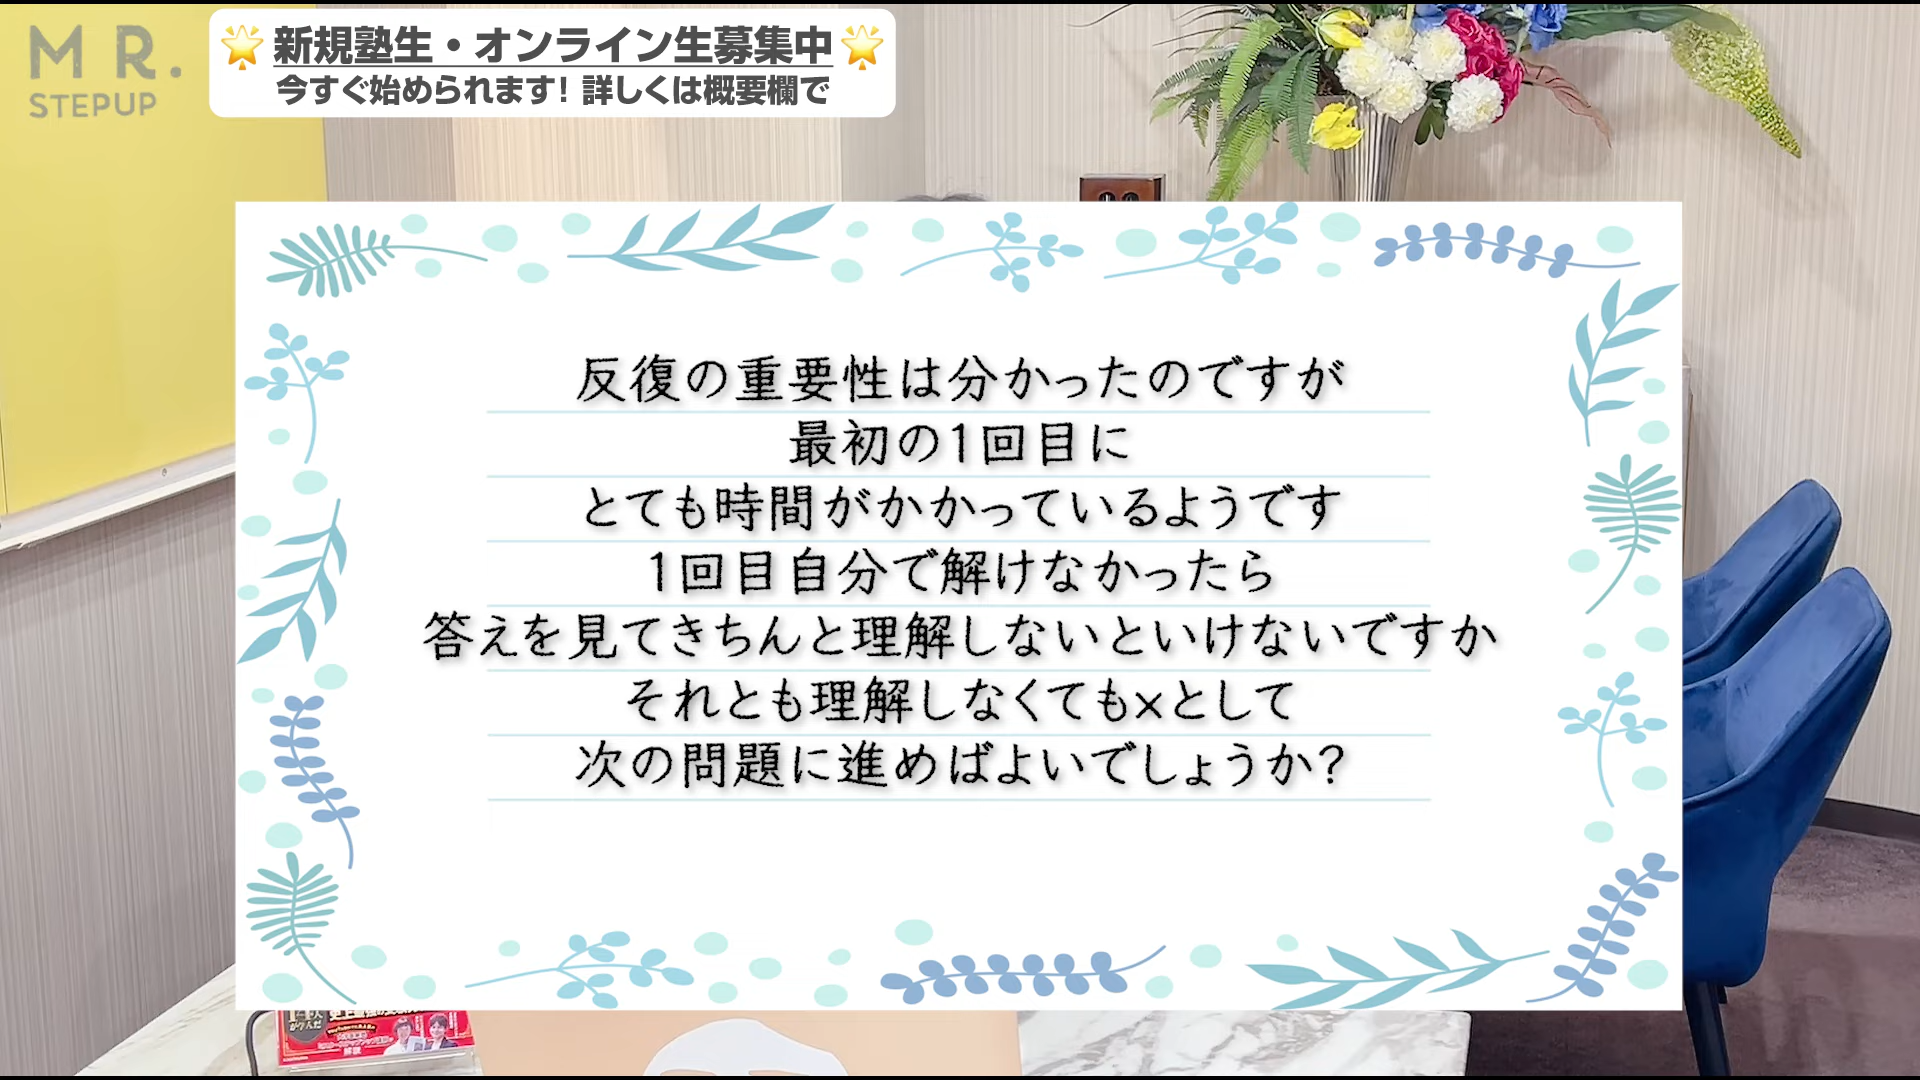 MR.
STEPUP
新規塾生・オンライン生募集中
今すぐ始められます! 詳しくは概要欄で
反復の重要性は分かったのですが
最初の1回目に
とても時間がかかっているようです
1回目自分で解けなかったら
答えを見てきちんと理解しないといけないですか
それとも理解しなくても×として
次の問題に進めばよいでしょうか?
解説